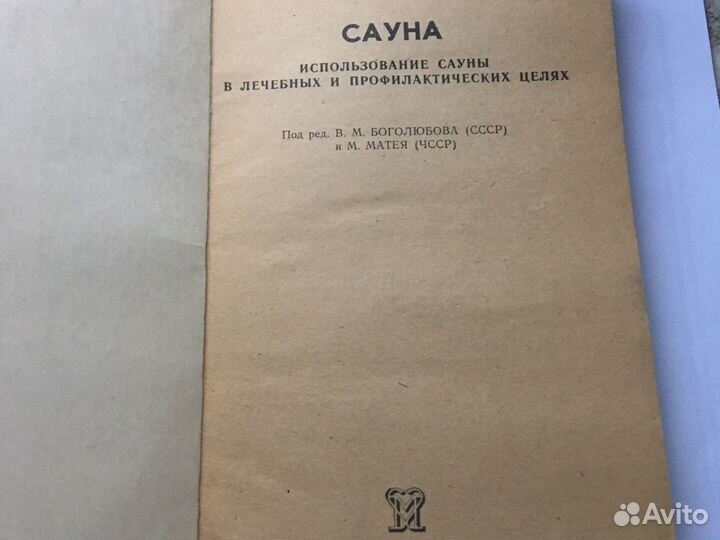 САУНА
ИСПОЛЬЗОВАНИЕ САУНЫ
В ЛЕЧЕБНЫХ И ПРОФИЛАКТИЧЕСКИХ ЦЕЛЯХ
Под ред. В. М. БОГОЛЮБОВА (СССР)
и М. МАТЕЯ (ЧССР)
М
Avito